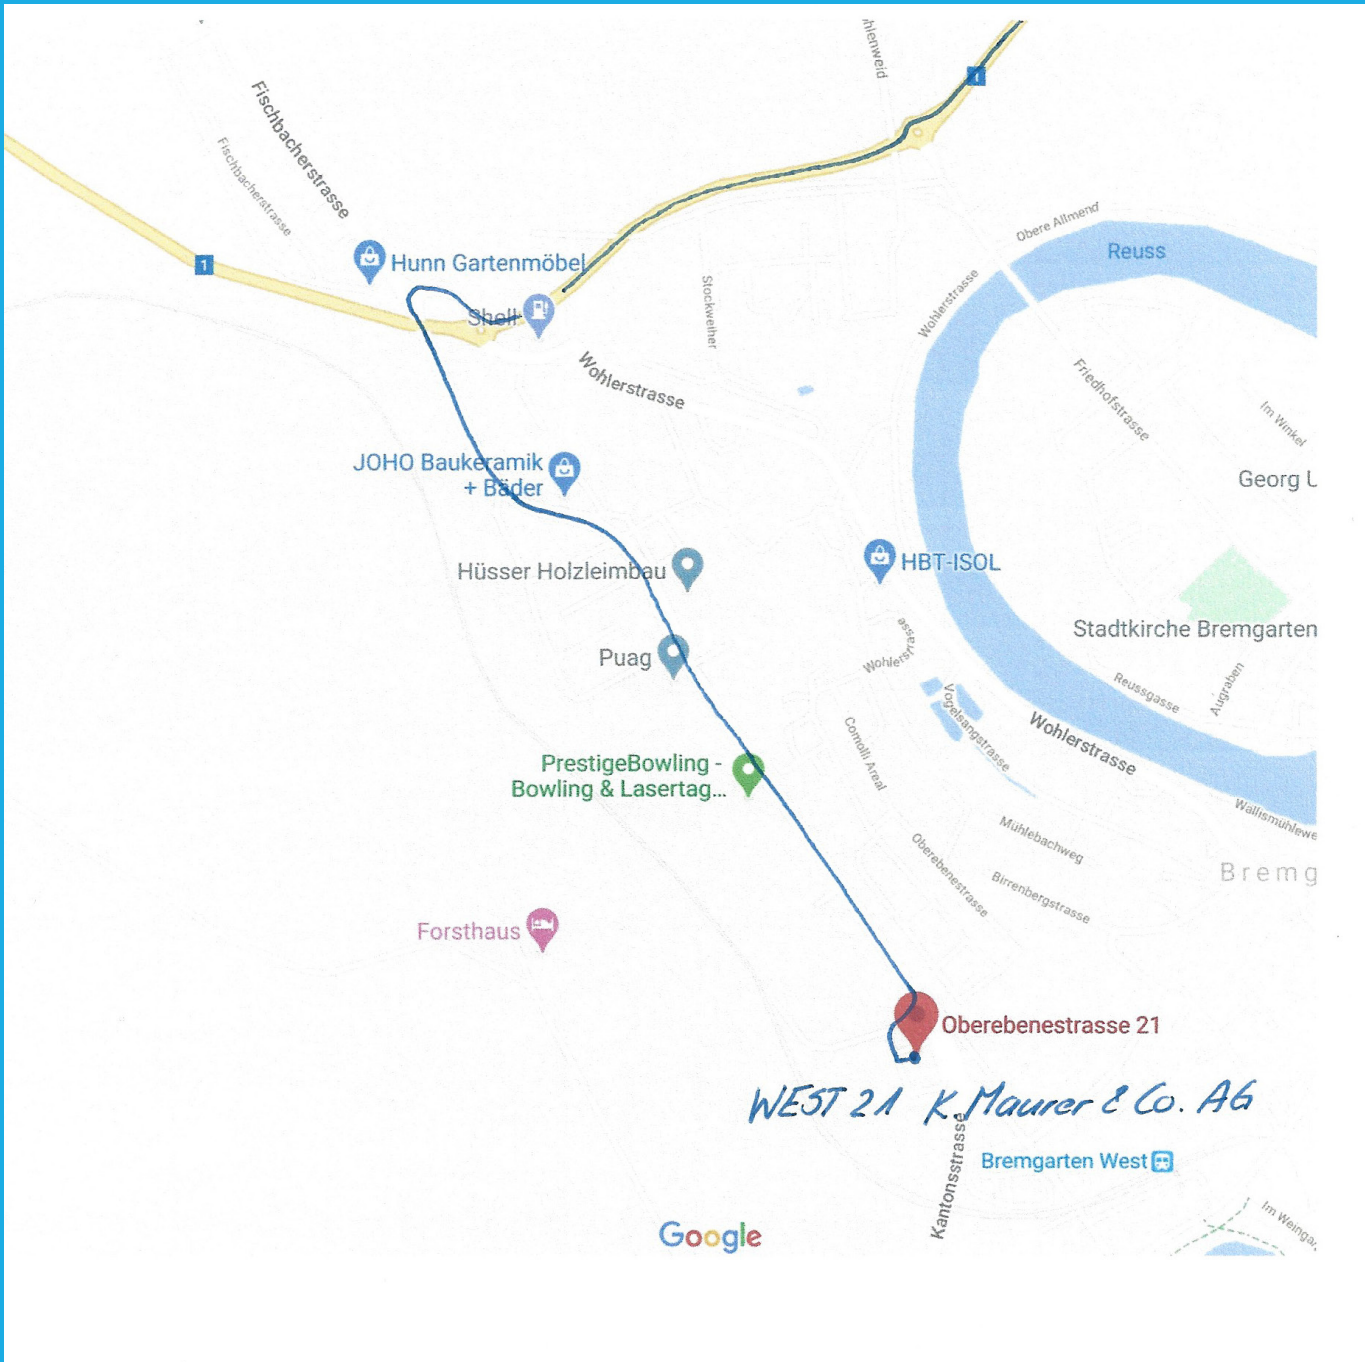 hlenweid
1
Fischbacherstrasse
Fischbacherstrasse
Obere Allmend
Reuss
1
Hunn Gartenmöbel
Wohlerstrasse
Stockweiher
Shell
Wohlerstrasse
Friedhofstrasse
Im Winkel
JOHO Baukeramik
+ Bäder
Georg L
HBT-ISOL
Hüsser Holzleimbau
Stadtkirche Bremgarten
Wohlerstrasse
Puag
Reussgasse
Augraben
Vogelsangstrasse
Wohlerstrasse
Comolli Areal
PrestigeBowling -
Bowling & Lasertag...
Wallismühlewe
Mühlebachweg
Oberebenestrasse
Birrenbergstrasse
Bremg
Forsthaus
Oberebenestrasse 21
WEST 21 K. Maurer & Co. AG
Kantonsstrasse
Bremgarten West
Im Weingar
Google